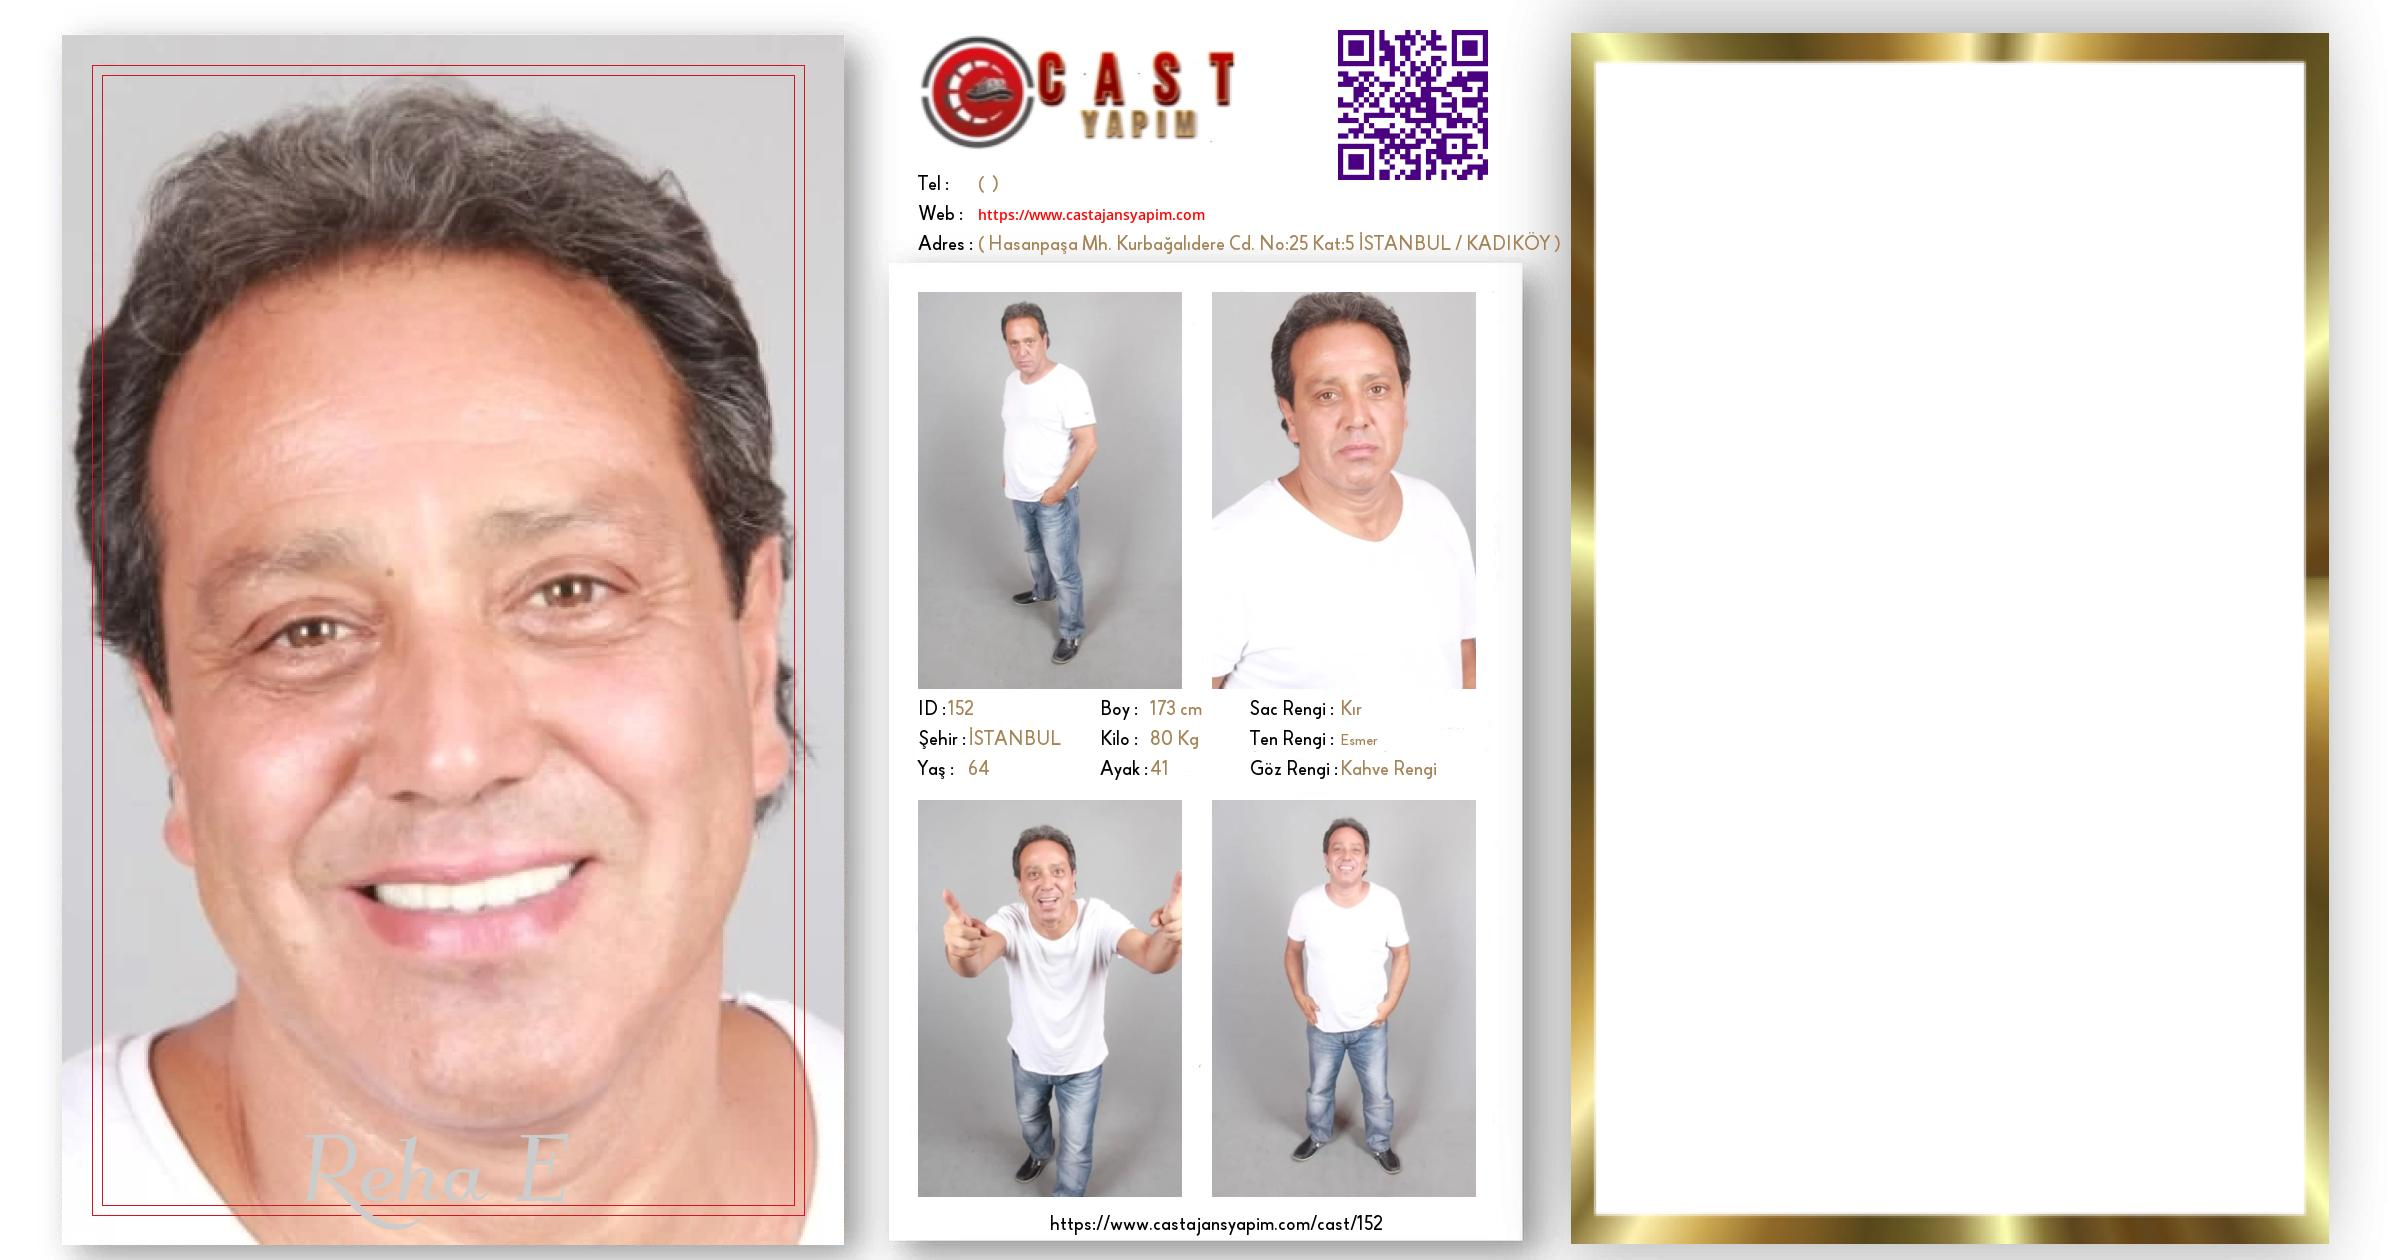 Reha E
CAST
YAPIM
Tel : ( )
Web : https://www.castajansyapim.com
Adres : ( Hasanpaşa Mh. Kurbağalıdere Cd. No:25 Kat:5 İSTANBUL / KADIKÖY )
ID : 152 Boy : 173 cm Sac Rengi : Kır
Şehir : İSTANBUL Kilo : 80 Kg Ten Rengi : Esmer
Yaş : 64 Ayak : 41 Göz Rengi : Kahve Rengi
https://www.castajansyapim.com/cast/152